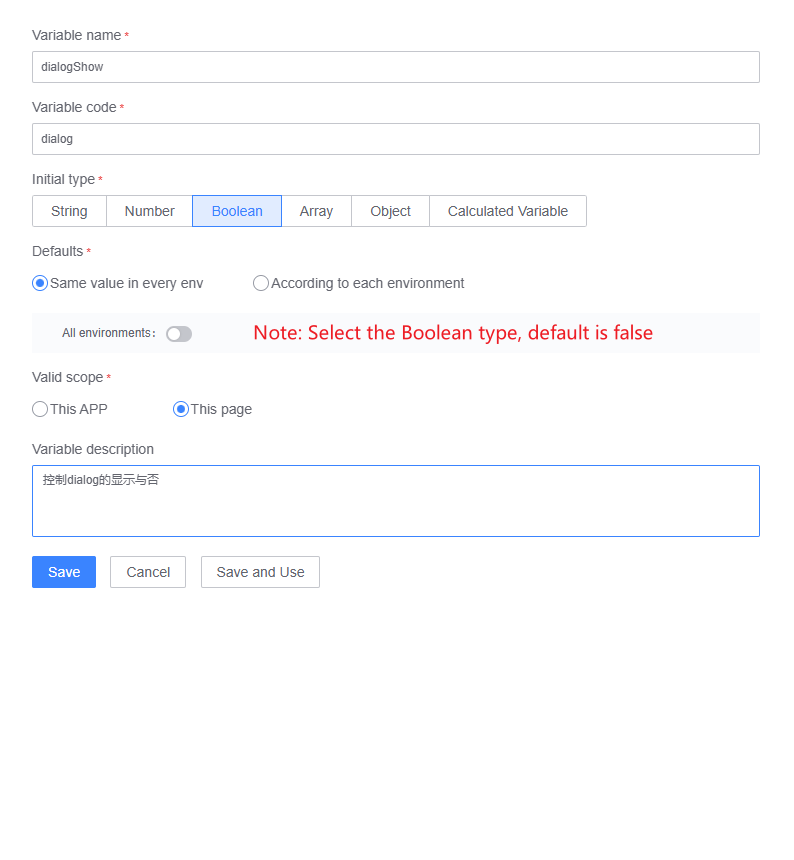 Variable name *
dialogShow
Variable code *
dialog
Initial type *
String Number Boolean Array Object Calculated Variable
Defaults *
Same value in every env According to each environment
All environments： Note: Select the Boolean type, default is false
Valid scope *
This APP This page
Variable description
控制dialog的显示与否
Save Cancel Save and Use